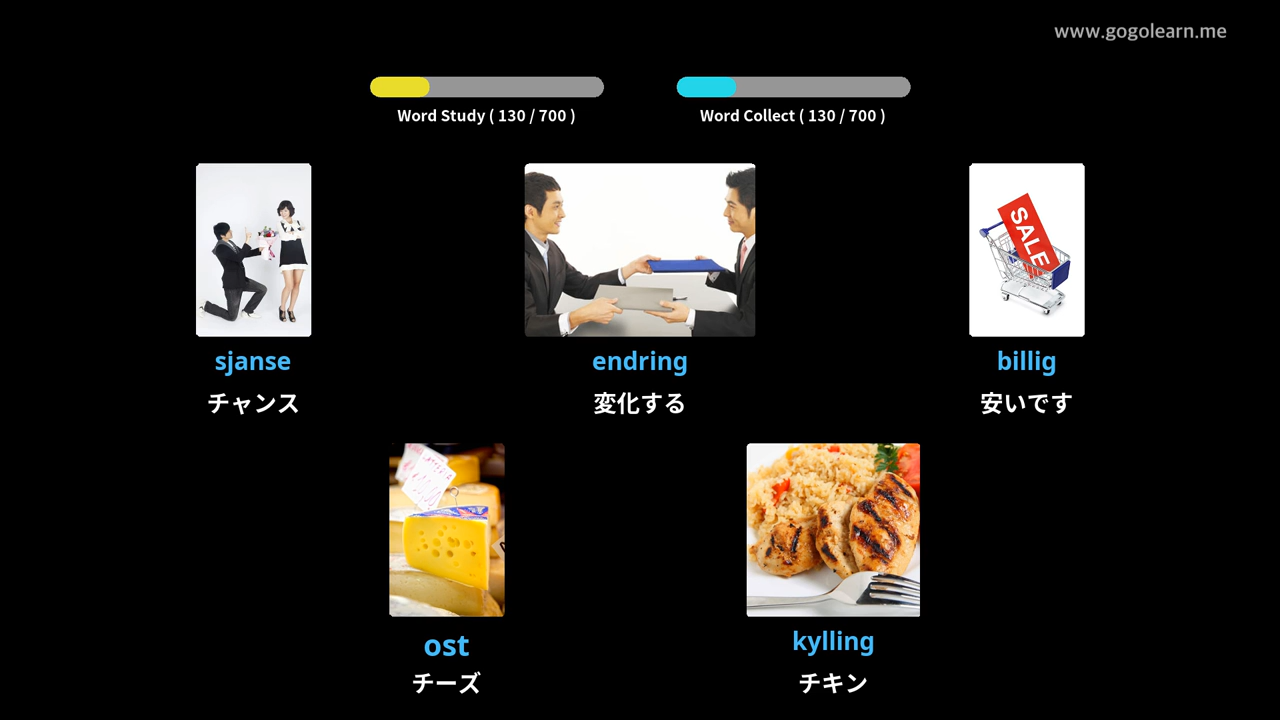 www.gogolearn.me
Word Study ( 130 / 700 )
Word Collect ( 130 / 700 )
SALE
sjanse
チャンス
endring
変化する
billig
安いです
ost
チーズ
kylling
チキン